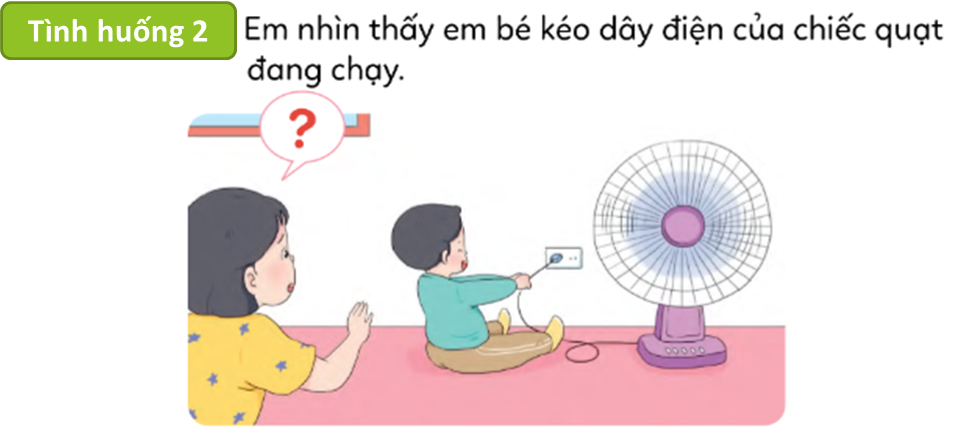 Tình huống 2
Em nhìn thấy em bé kéo dây điện của chiếc quạt
đang chạy.
?